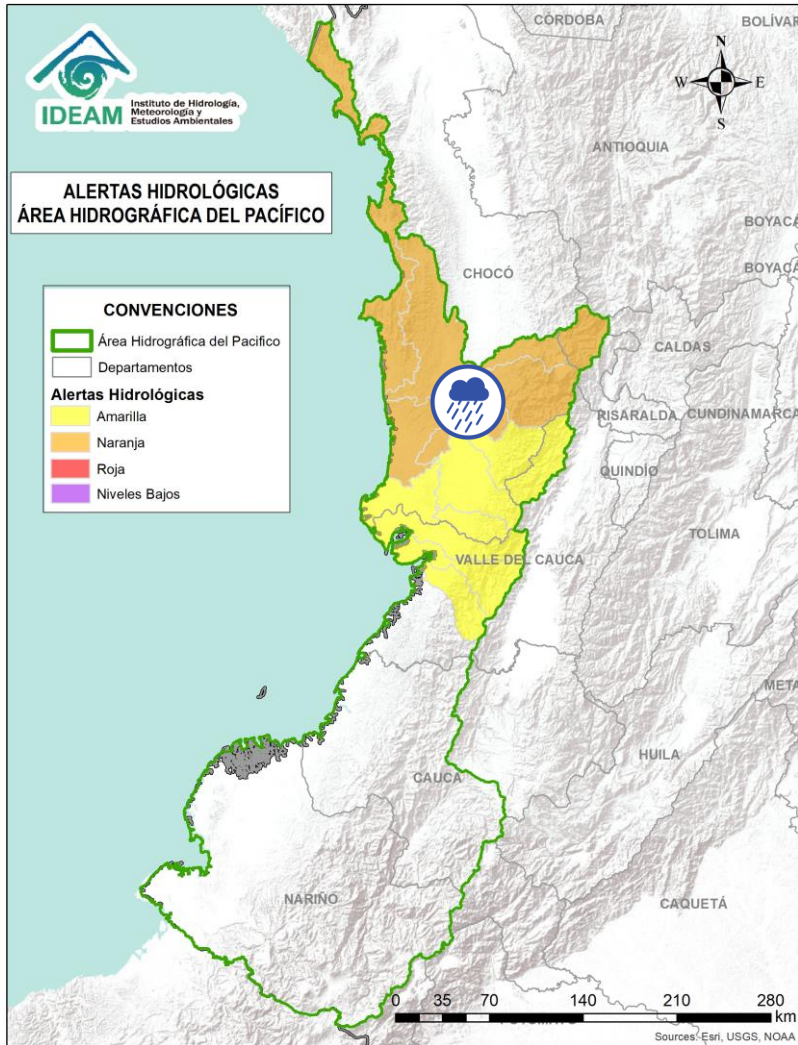 CÓRDOBA
BOLÍVAR
N
W
E
S
IDEAM
Instituto de Hidrología,
Meteorología y
Estudios Ambientales
ANTIOQUIA
ALERTAS HIDROLÓGICAS
ÁREA HIDROGRÁFICA DEL PACÍFICO
BOYACÁ
BOYACÁ
CHOCÓ
CONVENCIONES
Área Hidrográfica del Pacifico
Departamentos
Alertas Hidrológicas
Amarilla
Naranja
Roja
Niveles Bajos
CALDAS
RISARALDA
CUNDINAMARCA
QUINDÍO
TOLIMA
VALLE DEL CAUCA
META
HUILA
CAUCA
NARIÑO
CAQUETÁ
0 35 70 140 210 280
km
Sources: Esri, USGS, NOAA